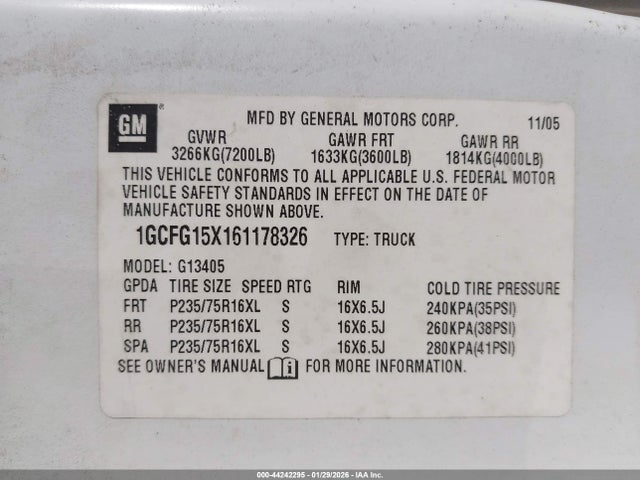 GM ®
MFD BY GENERAL MOTORS CORP. 11/05
GVWR GAWR FRT GAWR RR
3266KG(7200LB) 1633KG(3600LB) 1814KG(4000LB)
THIS VEHICLE CONFORMS TO ALL APPLICABLE U.S. FEDERAL MOTOR
VEHICLE SAFETY STANDARDS IN EFFECT ON THE DATE OF
MANUFACTURE SHOWN ABOVE.
1GCFG15X161178326 TYPE: TRUCK
MODEL: G13405
GPDA TIRE SIZE SPEED RTG RIM COLD TIRE PRESSURE
FRT P235/75R16XL S 16X6.5J 240KPA(35PSI)
RR P235/75R16XL S 16X6.5J 260KPA(38PSI)
SPA P235/75R16XL S 16X6.5J 280KPA(41PSI)
SEE OWNER'S MANUAL FOR MORE INFORMATION.
000-44242295 - 01/29/2026 - IAA Inc.